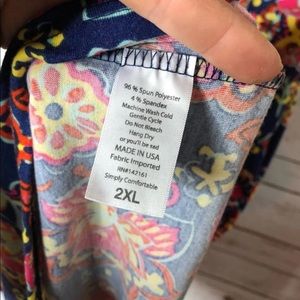 96 % Spun Polyester
4 % Spandex
Machine Wash Cold
Gentle Cycle
Do Not Bleach
Hang Dry
or you'll be sad
MADE IN USA
Fabric Imported
RN#142161
Simply Comfortable
2XL